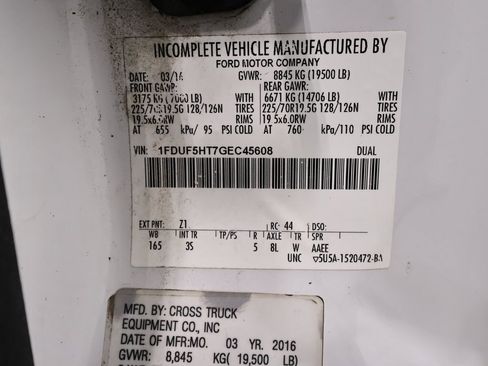 INCOMPLETE VEHICLE MANUFACTURED BY
FORD MOTOR COMPANY
DATE: 03/16 GVWR: 8845 KG (19500 LB)
FRONT GAWR: REAR GAWR:
3175 KG (7000 LB) WITH 6671 KG (14706 LB) WITH
225/70R19.5G 128/126N TIRES 225/70R19.5G 128/126N TIRES
19.5x6.0RW RIMS 19.5x6.0RW RIMS
AT 655 kPa/ 95 PSI COLD AT 760 kPa/110 PSI COLD
VIN: 1FDUF5HT7GEC45608 DUAL
EXT PNT: Z1 RC: 44 DSO:
WB INT TR TP/PS R AXLE TR SPR
165 3S 5 8L W AAEE
UNC 5U5A-1520472-BA
MFD. BY: CROSS TRUCK
EQUIPMENT CO., INC
DATE OF MFR:MO. 03 YR. 2016
GVWR: 8,845 KG( 19,500 LB)